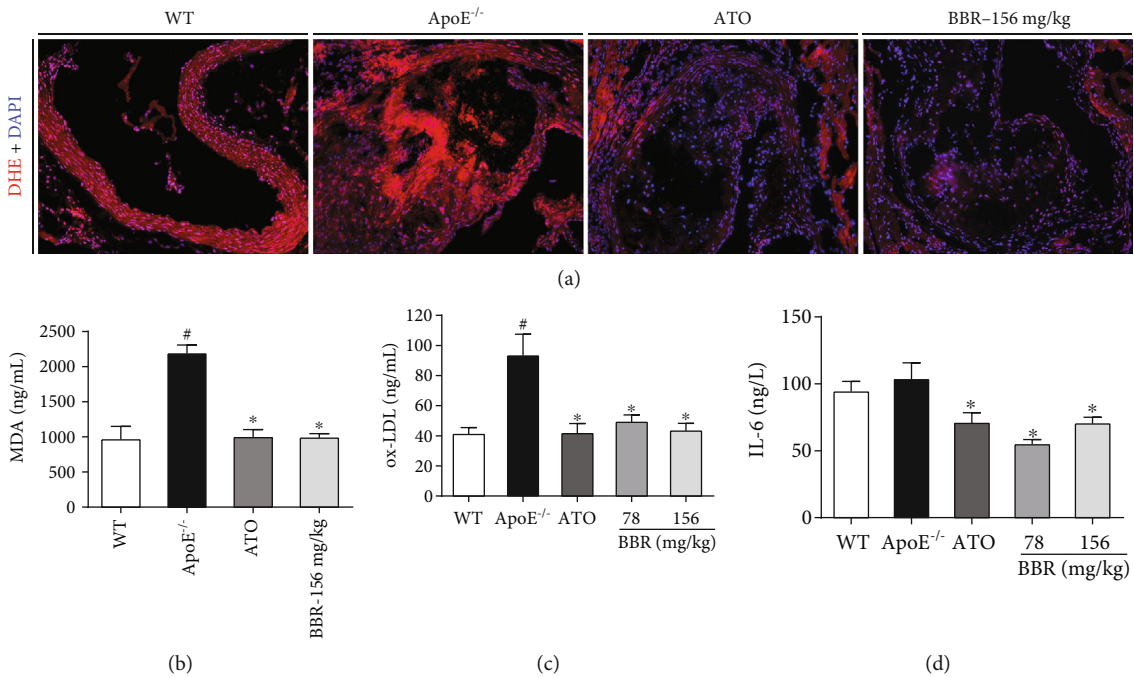 WT ApoE-/- ATO BBR–156 mg/kg
DHE + DAPI
(a)
MDA (ng/mL)
2500
2000
1500
1000
500
0
#
*
*
WT
ApoE-/-
ATO
BBR-156 mg/kg
(b)
ox-LDL (ng/mL)
120
100
80
60
40
20
0
#
*
*
*
WT ApoE-/- ATO 78 156
BBR (mg/kg)
(c)
IL-6 (ng/L)
150
100
50
0
*
*
*
WT ApoE-/- ATO 78 156
BBR (mg/kg)
(d)